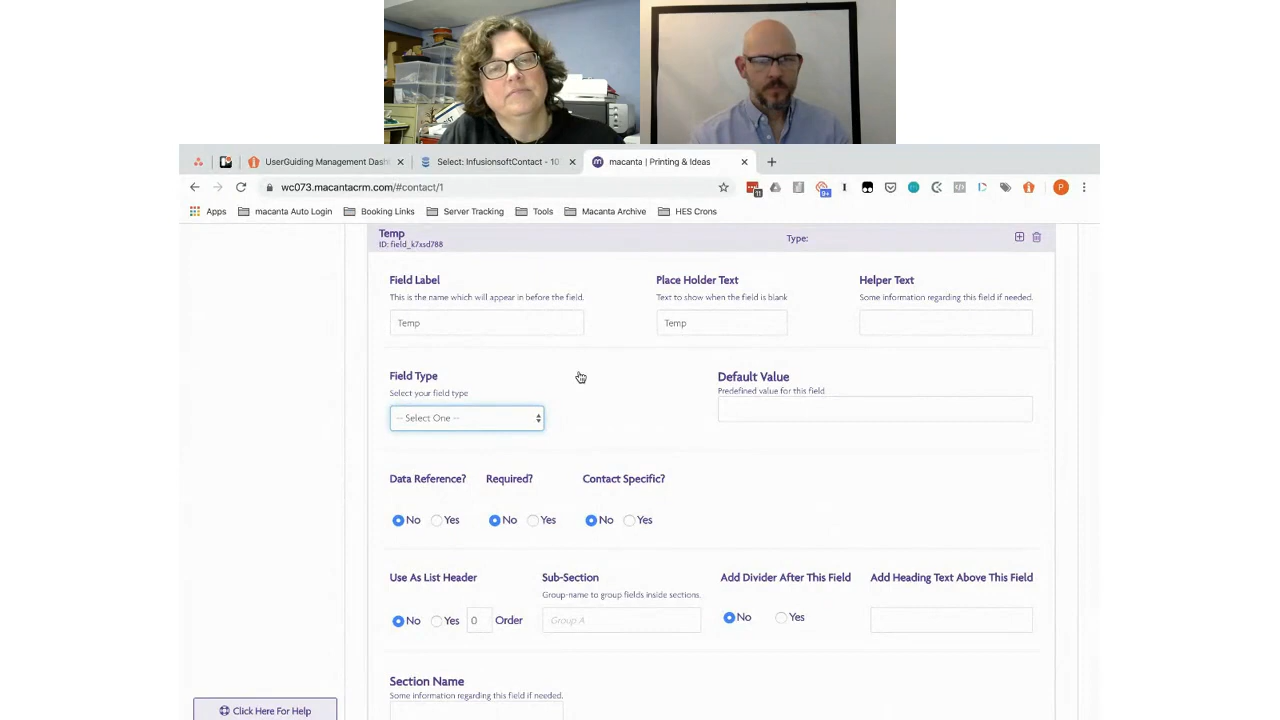 UserGuiding Management Dash
Select: InfusionsoftContact - 10
macanta | Printing & Ideas
wc073.macantacrm.com/#contact/1
11
9+
P
Apps
macanta Auto Login
Booking Links
Server Tracking
Tools
Macanta Archive
HES Crons
Temp
ID: field_k7xsd788
Type:
Field Label
Place Holder Text
Helper Text
This is the name which will appear in before the field.
Text to show when the field is blank
Some information regarding this field if needed.
Temp
Temp
Field Type
Default Value
Select your field type
Predefined value for this field.
-- Select One --
Data Reference?
Required?
Contact Specific?
No Yes
No Yes
No Yes
Use As List Header
Sub-Section
Add Divider After This Field
Add Heading Text Above This Field
Group-name to group fields inside sections.
No Yes 0 Order
Group A
No Yes
Section Name
Some information regarding this field if needed.
Click Here For Help